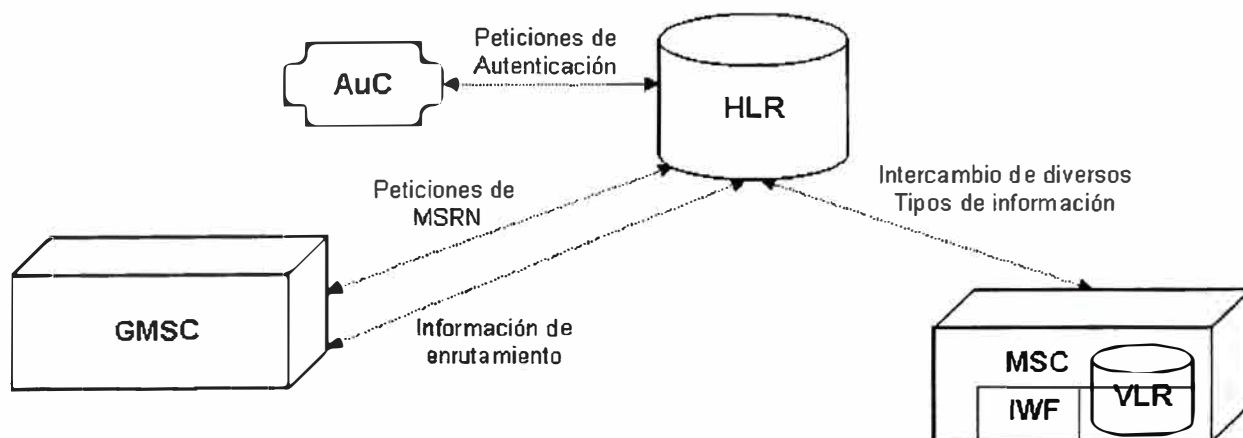 Peticiones de
Autenticación
AuC
HLR
Peticiones de
MSRN
Intercambio de diversos
Tipos de información
GMSC
Información de
enrutamiento
MSC
IWF
VLR